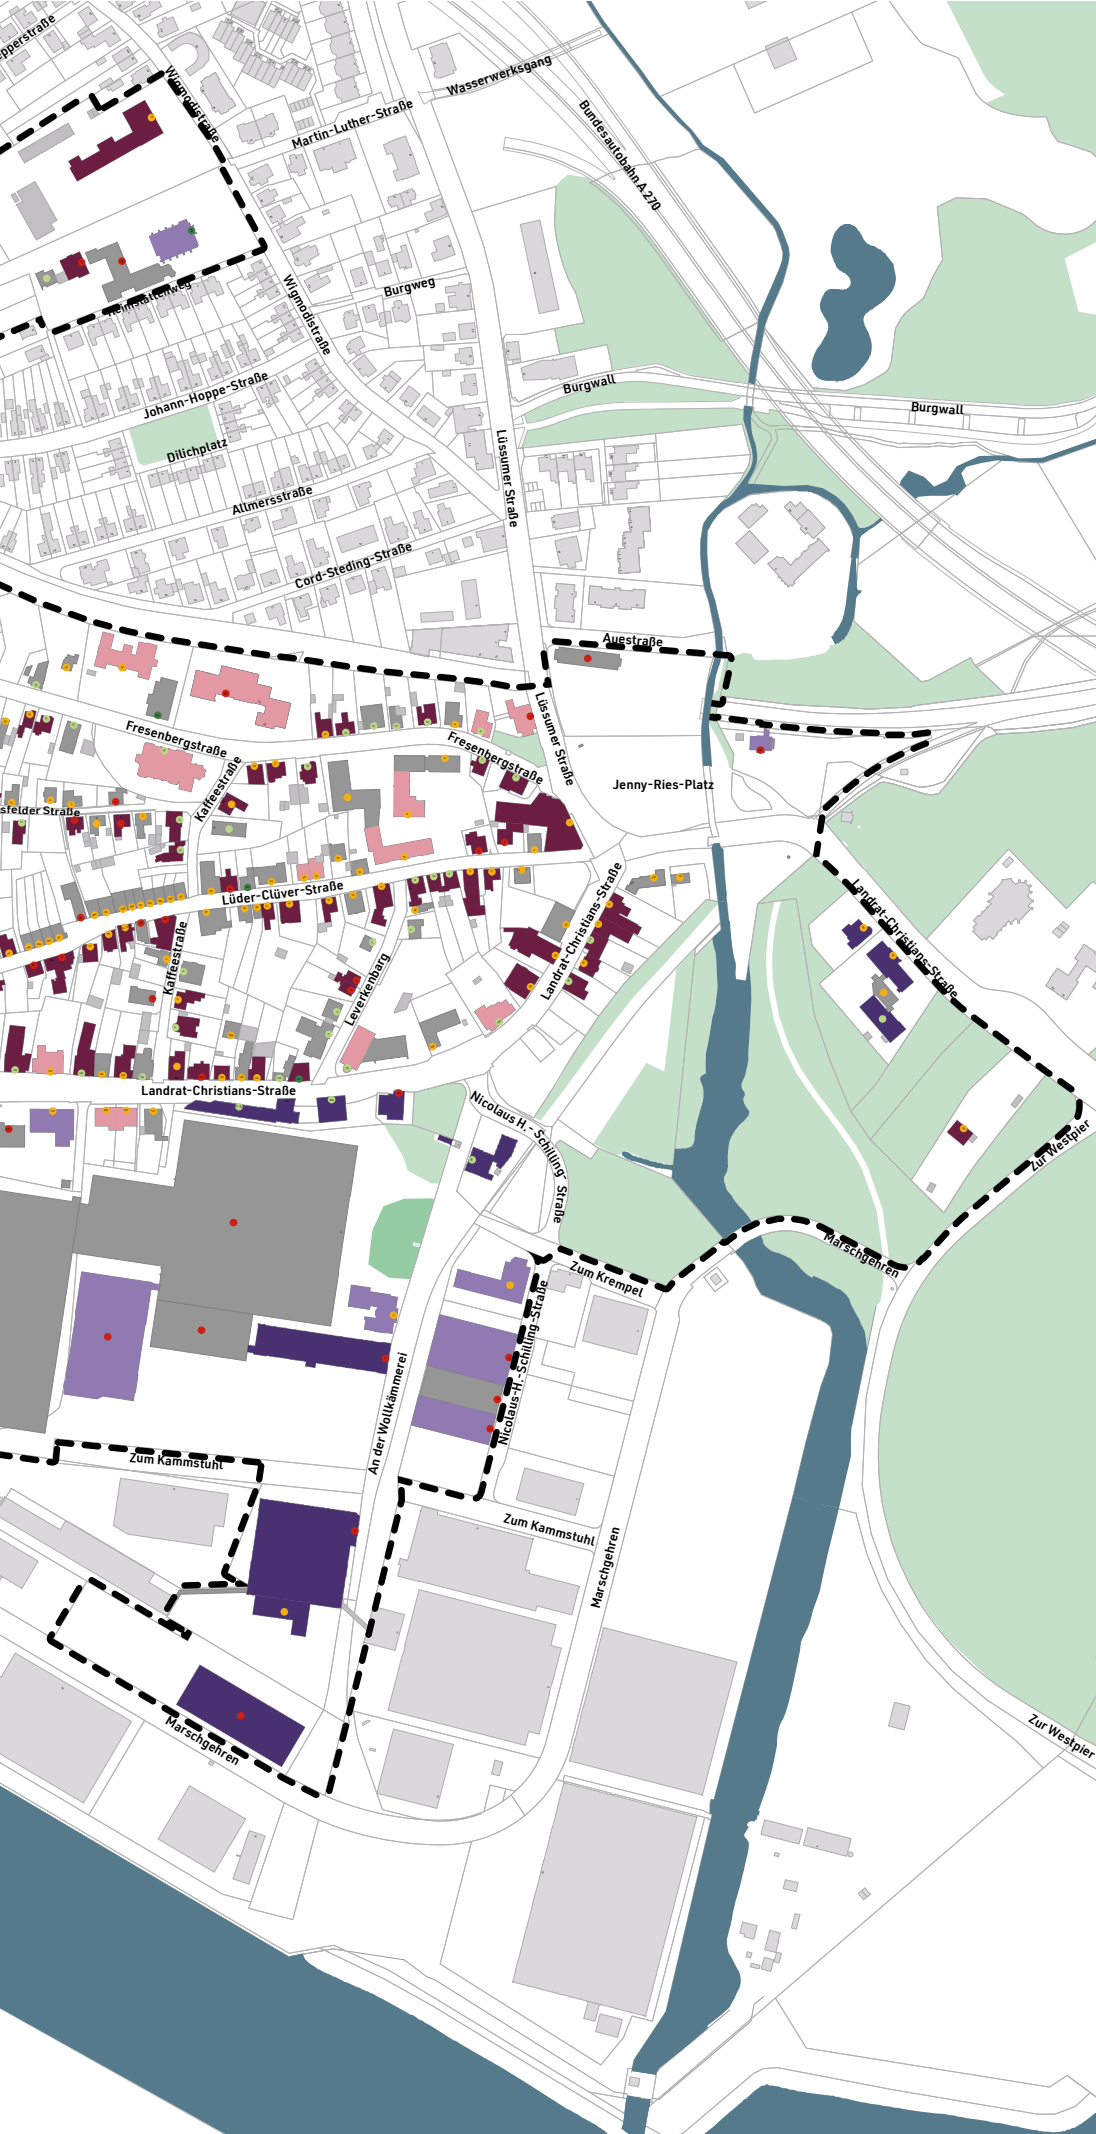 Wigmodistraße
Wasserwerksgang
Martin-Luther-Straße
Bundesautobahn A 270
Heimstättenweg
Wigmodistraße
Burgweg
Johann-Hoppe-Straße
Burgwall
Burgwall
Dilichplatz
Lüssumer Straße
Allmersstraße
Cord-Steding-Straße
Auestraße
Fresenbergstraße
Lüssumer Straße
Fresenbergstraße
Kaffeestraße
Jenny-Ries-Platz
sfelder Straße
Lüder-Clüver-Straße
Landrat-Christians-Straße
Landrat-Christians-Straße
Kaffeestraße
Leverkenbarg
Landrat-Christians-Straße
Nicolaus H. - Schilling- Straße
Zur Westpier
Marschgehren
Zum Krempel
Nicolaus-H.-Schilling-Straße
An der Wollkämmerei
Zum Kammstuhl
Zum Kammstuhl
Marschgehren
Marschgehren
Zur Westpier